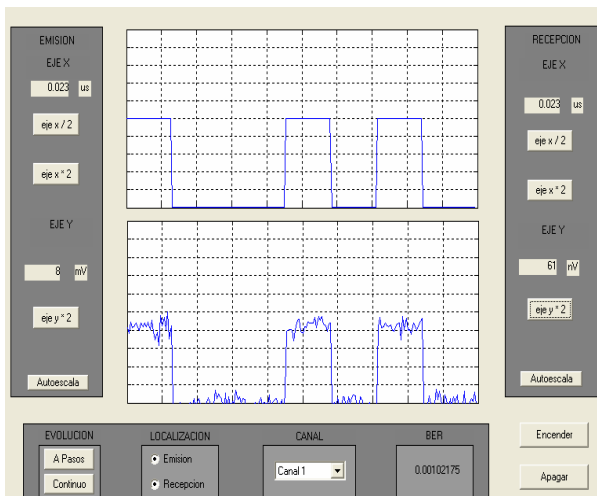 EMISION
EJE X
0.023 us
eje x / 2
eje x * 2
EJE Y
8 mV
eje y * 2
Autoescala
RECEPCION
EJE X
0.023 us
eje x / 2
eje x * 2
EJE Y
61 nV
eje y * 2
Autoescala
EVOLUCION
A Pasos
Continuo
LOCALIZACION
Emision
Recepcion
CANAL
Canal 1
BER
0.00102175
Encender
Apagar